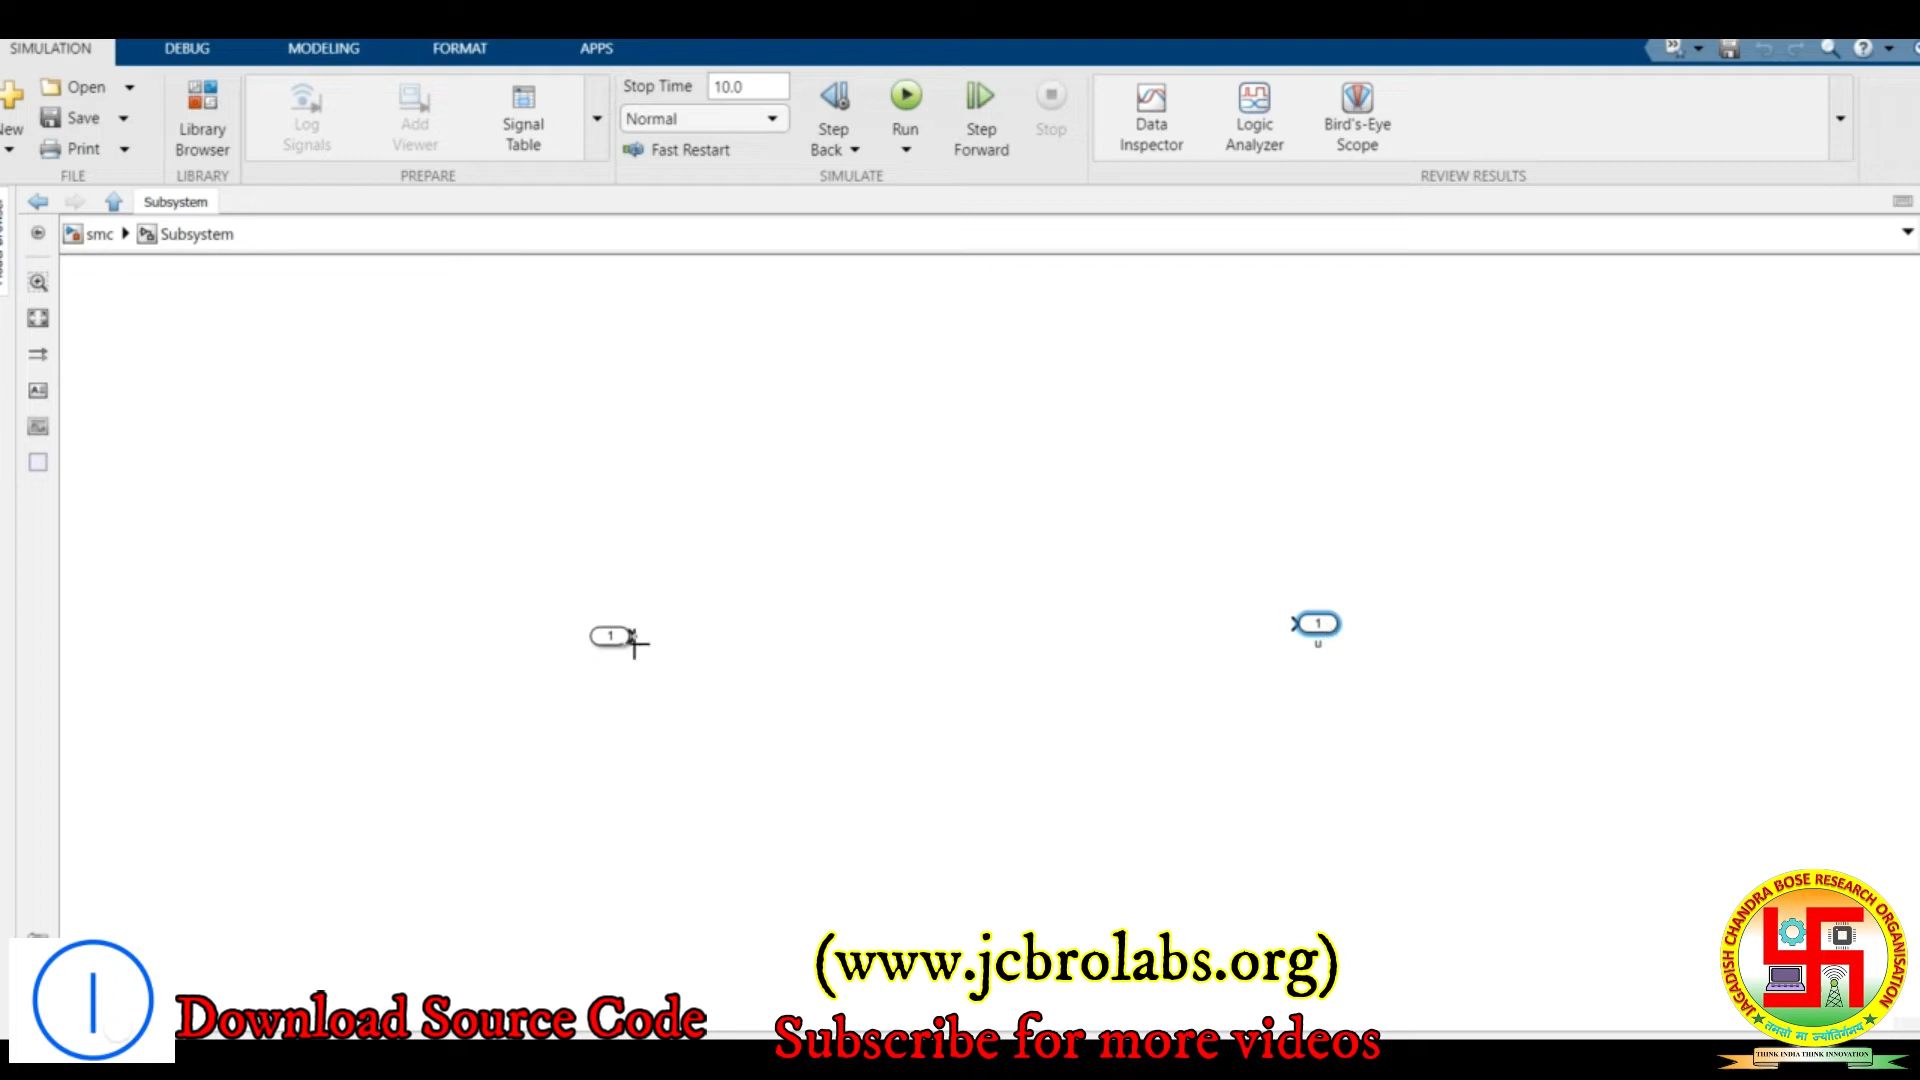 SIMULATION DEBUG MODELING FORMAT APPS
Open
Save
Print
FILE
Library
Browser
LIBRARY
Log
Signals
Add
Viewer
Signal
Table
PREPARE
Stop Time 10.0
Normal
Fast Restart
Step
Back
Run
Step
Forward
Stop
SIMULATE
Data
Inspector
Logic
Analyzer
Bird's-Eye
Scope
REVIEW RESULTS
Subsystem
smc Subsystem
1
1
u
(www.jcbrolabs.org)
Download Source Code
Subscribe for more videos
JAGADISH CHANDRA BOSE RESEARCH ORGANISATION
तमसो मा ज्योतिर्गमय
THINK INDIA THINK INNOVATION